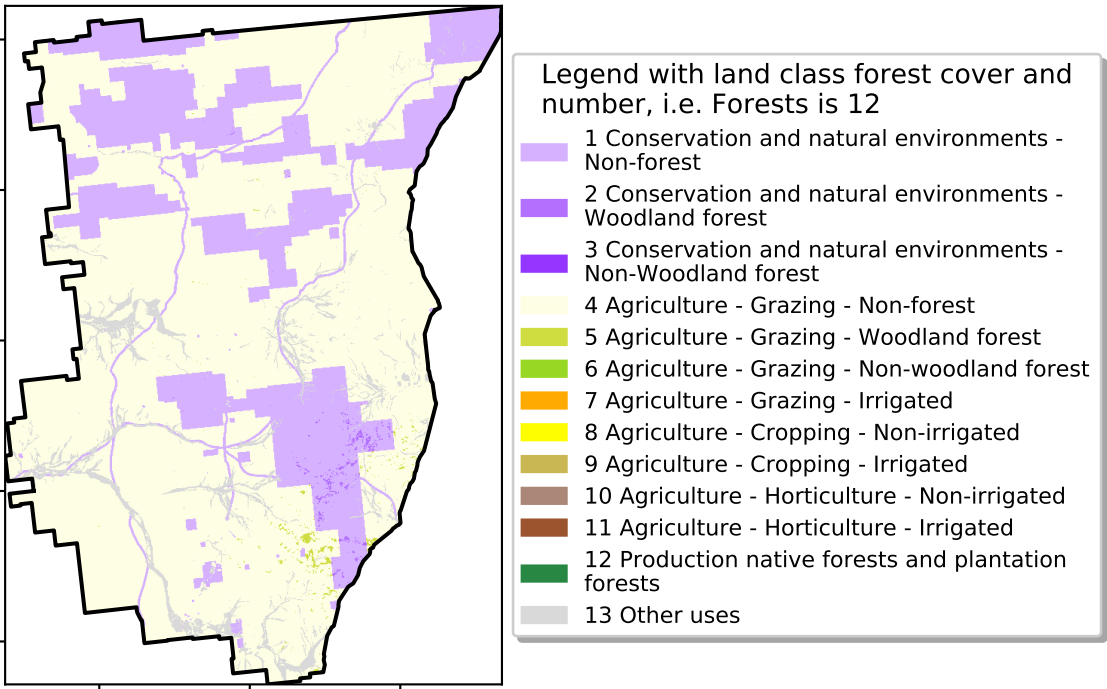 Legend with land class forest cover and
number, i.e. Forests is 12
1 Conservation and natural environments -
Non-forest
2 Conservation and natural environments -
Woodland forest
3 Conservation and natural environments -
Non-Woodland forest
4 Agriculture - Grazing - Non-forest
5 Agriculture - Grazing - Woodland forest
6 Agriculture - Grazing - Non-woodland forest
7 Agriculture - Grazing - Irrigated
8 Agriculture - Cropping - Non-irrigated
9 Agriculture - Cropping - Irrigated
10 Agriculture - Horticulture - Non-irrigated
11 Agriculture - Horticulture - Irrigated
12 Production native forests and plantation
forests
13 Other uses